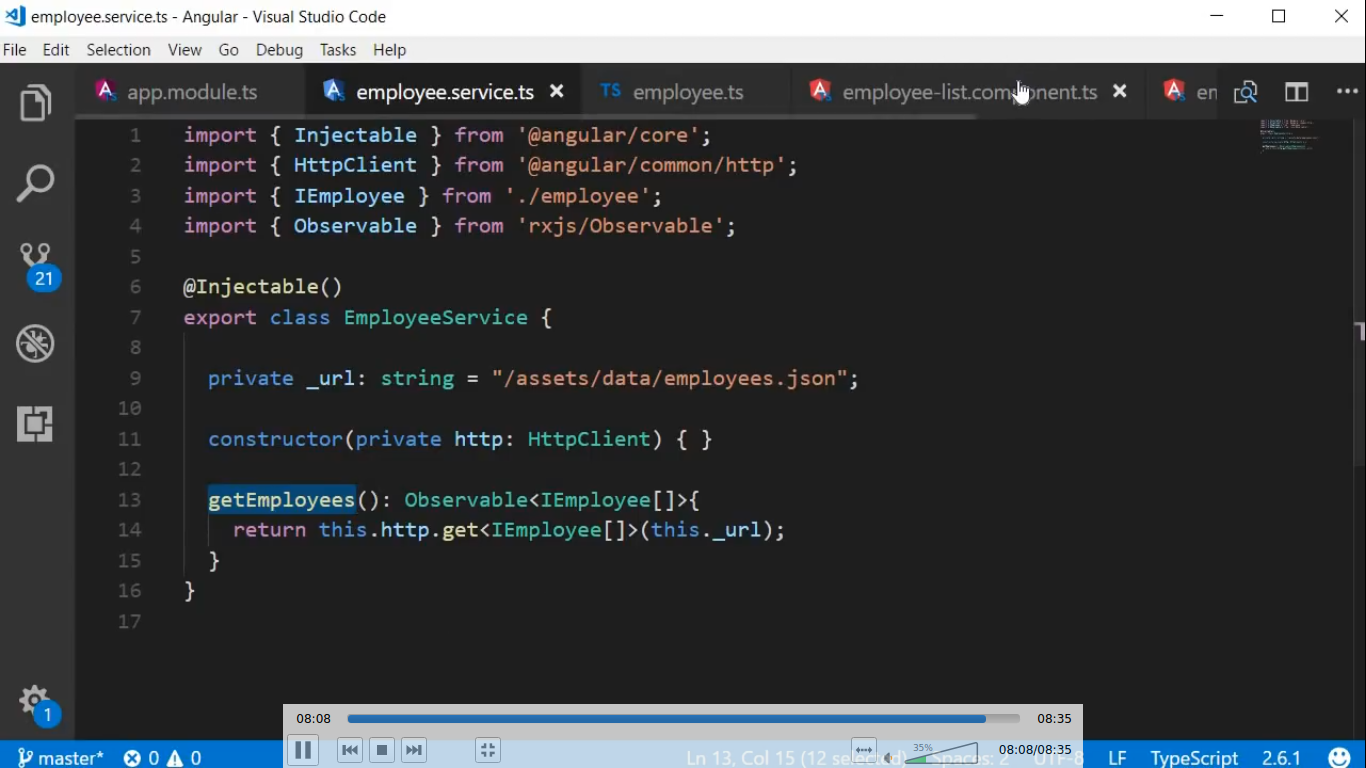 employee.service.ts - Angular - Visual Studio Code
File Edit Selection View Go Debug Tasks Help
app.module.ts employee.service.ts TS employee.ts employee-list.component.ts en
1 import { Injectable } from '@angular/core';
2 import { HttpClient } from '@angular/common/http';
3 import { IEmployee } from './employee';
4 import { Observable } from 'rxjs/Observable';
5
6 @Injectable()
7 export class EmployeeService {
8
9 private _url: string = "/assets/data/employees.json";
10
11 constructor(private http: HttpClient) { }
12
13 getEmployees(): Observable<IEmployee[]>{
14 return this.http.get<IEmployee[]>(this._url);
15 }
16 }
17
21
1
08:08 08:35
35% 08:08/08:35
master* 0 0 Ln 13, Col 15 (12 selected) Spaces: 2 UTF-8 LF TypeScript 2.6.1